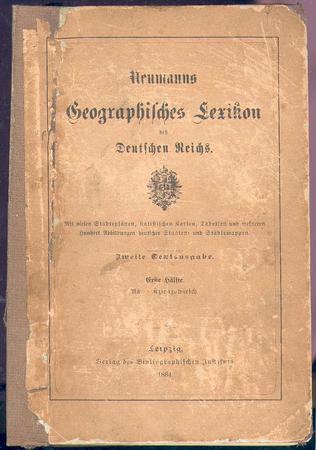 Neumanns
Geographisches Lexikon
des
Deutschen Reichs.
Mit vielen Städteplänen, statistischen Karten, Tabellen und mehreren
Hundert Abbildungen deutscher Staaten- und Städtewappen.
Zweite Textausgabe.
Erste Hälfte.
Leipzig.
Verlag des Bibliographischen Instituts
1884